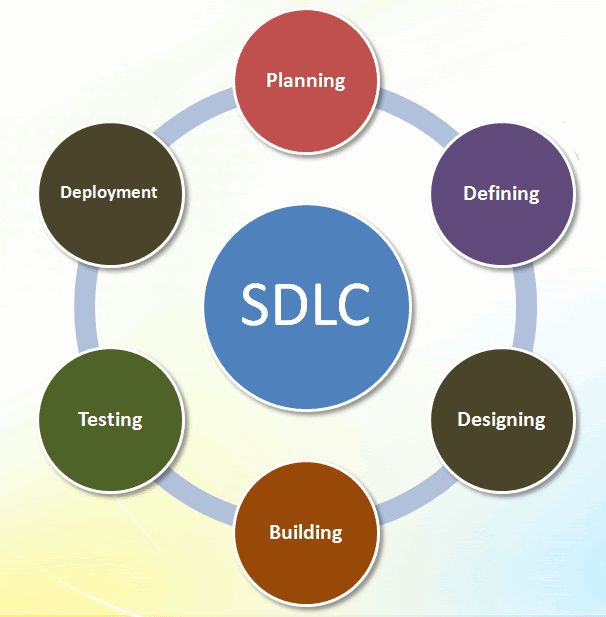 Planning
Defining
Designing
Building
Testing
Deployment
SDLC